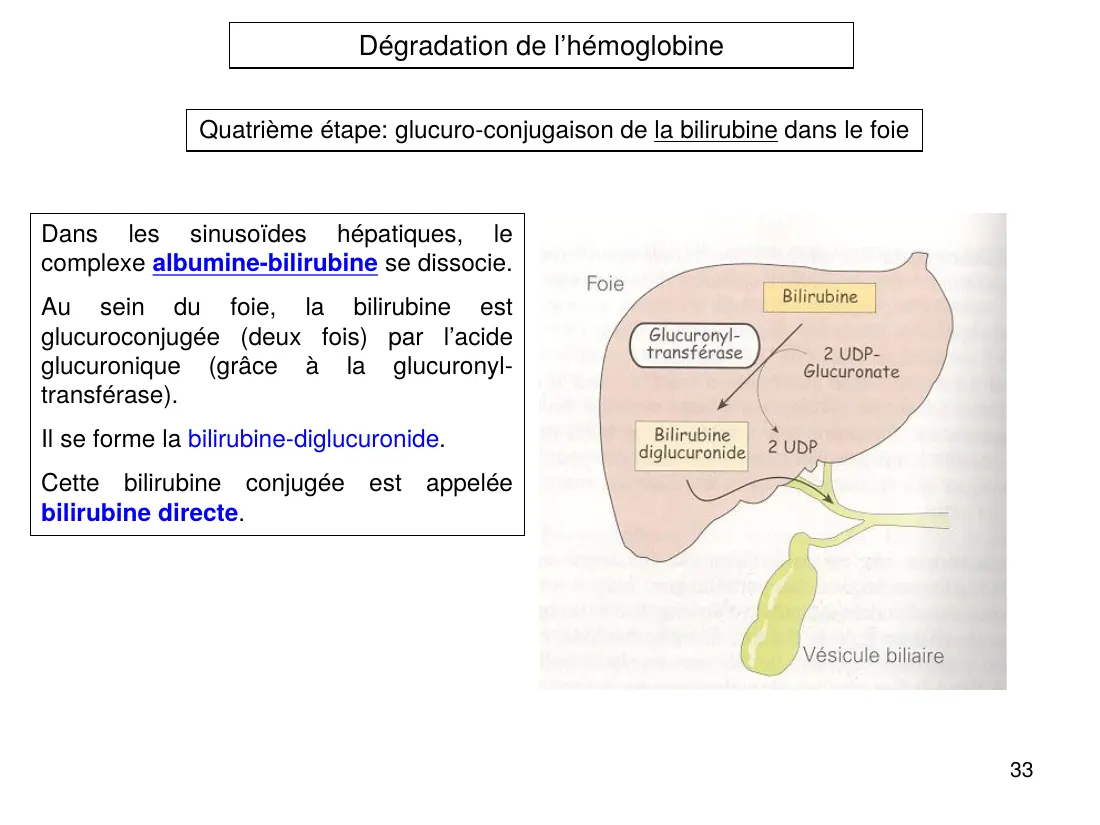 Dégradation de l'hémoglobine
Quatrième étape: glucuro-conjugaison de la bilirubine dans le foie
Dans les sinusoïdes hépatiques, le
complexe albumine-bilirubine se dissocie.
Au sein du foie, la bilirubine est
glucuroconjuguée (deux fois) par l'acide
glucuronique (grâce à la glucuronyl-
transférase).
Il se forme la bilirubine-diglucuronide.
Cette bilirubine conjugée est appelée
bilirubine directe.
Foie
Bilirubine
Glucuronyl-
transférase
2 UDP-
Glucuronate
Bilirubine
diglucuronide
2 UDP
Vésicule biliaire
33